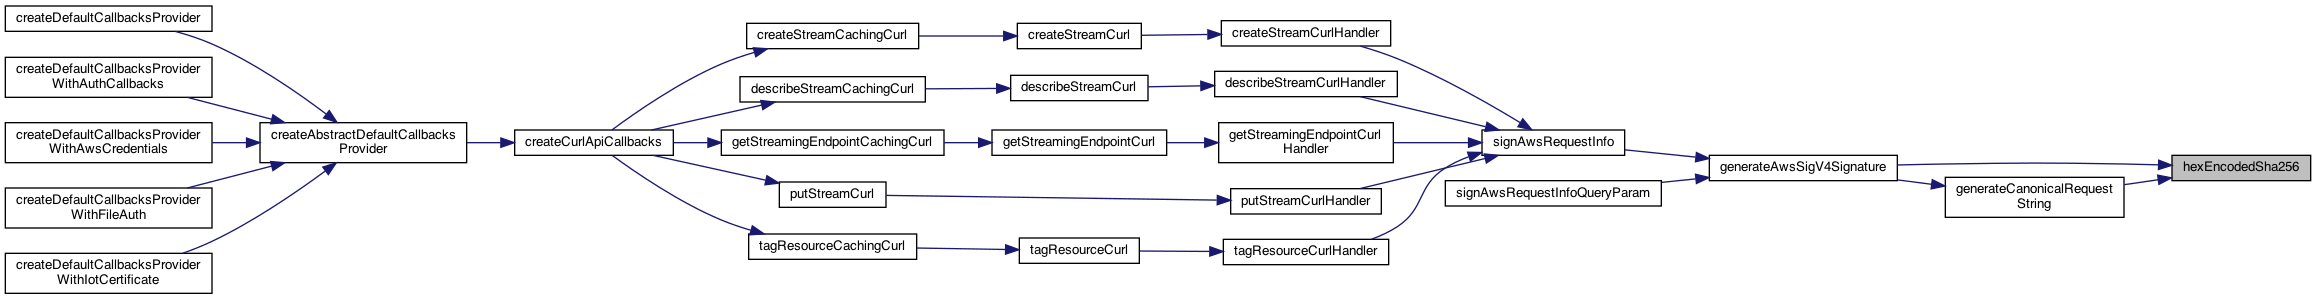 createDefaultCallbacksProvider
createDefaultCallbacksProvider
WithAuthCallbacks
createDefaultCallbacksProvider
WithAwsCredentials
createDefaultCallbacksProvider
WithFileAuth
createDefaultCallbacksProvider
WithIotCertificate
createAbstractDefaultCallbacks
Provider
createCurlApiCallbacks
createStreamCachingCurl
describeStreamCachingCurl
getStreamingEndpointCachingCurl
putStreamCurl
tagResourceCachingCurl
createStreamCurl
describeStreamCurl
getStreamingEndpointCurl
tagResourceCurl
createStreamCurlHandler
describeStreamCurlHandler
getStreamingEndpointCurl
Handler
putStreamCurlHandler
tagResourceCurlHandler
signAwsRequestInfo
signAwsRequestInfoQueryParam
generateAwsSigV4Signature
generateCanonicalRequest
String
hexEncodedSha256